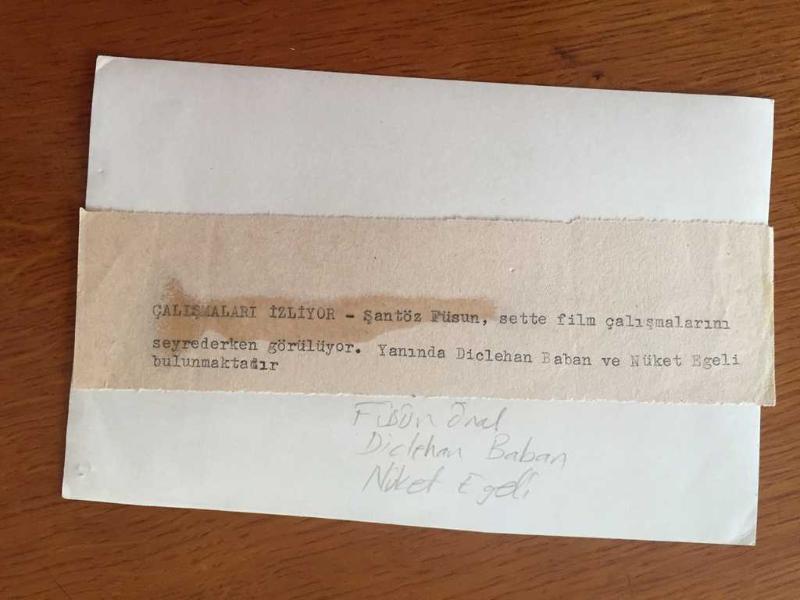 ÇALIŞMALARI İZLİYOR - Şantöz Füsun, sette film çalışmalarını
seyrederken görülüyor. Yanında Diclehan Baban ve Nüket Egeli
bulunmaktadır
Füsün Önal
Diclehan Baban
Nüket Egeli